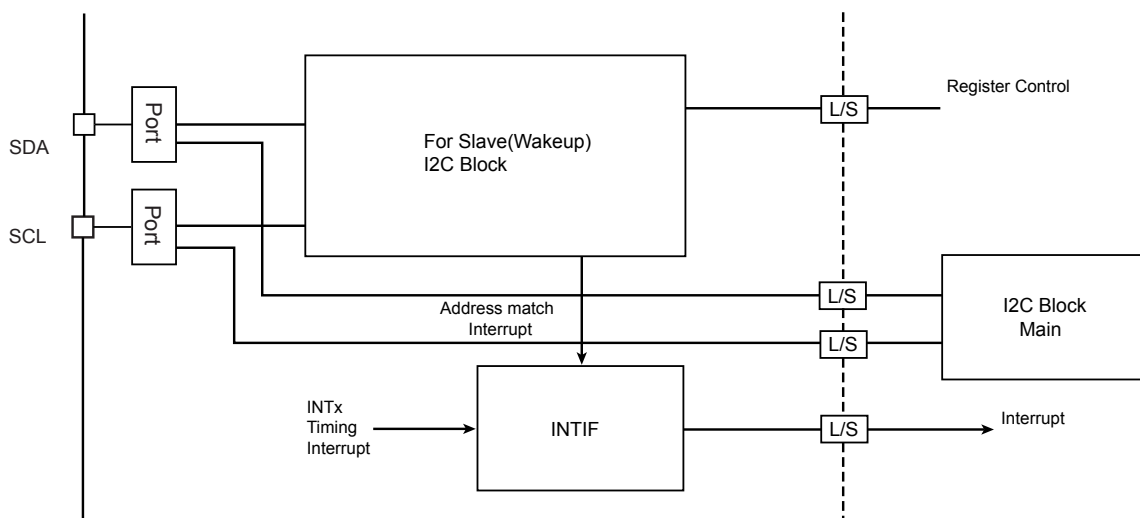 Register Control
L/S
Port
SDA
For Slave(Wakeup)
I2C Block
Port
SCL
L/S
I2C Block
Main
Address match
Interrupt
L/S
INTx
Timing
Interrupt
INTIF
L/S
Interrupt